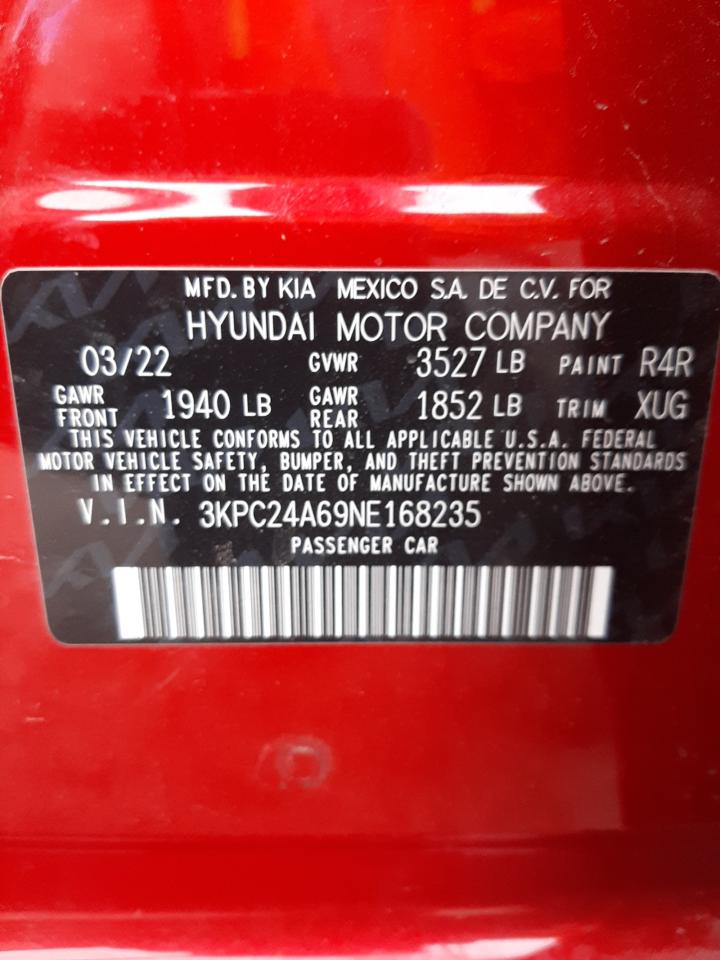 MFD. BY KIA MEXICO S.A. DE C.V. FOR
HYUNDAI MOTOR COMPANY
03/22 GVWR 3527 LB PAINT R4R
GAWR FRONT 1940 LB GAWR REAR 1852 LB TRIM XUG
THIS VEHICLE CONFORMS TO ALL APPLICABLE U.S.A. FEDERAL
MOTOR VEHICLE SAFETY, BUMPER, AND THEFT PREVENTION STANDARDS
IN EFFECT ON THE DATE OF MANUFACTURE SHOWN ABOVE.
V.I.N. 3KPC24A69NE168235
PASSENGER CAR